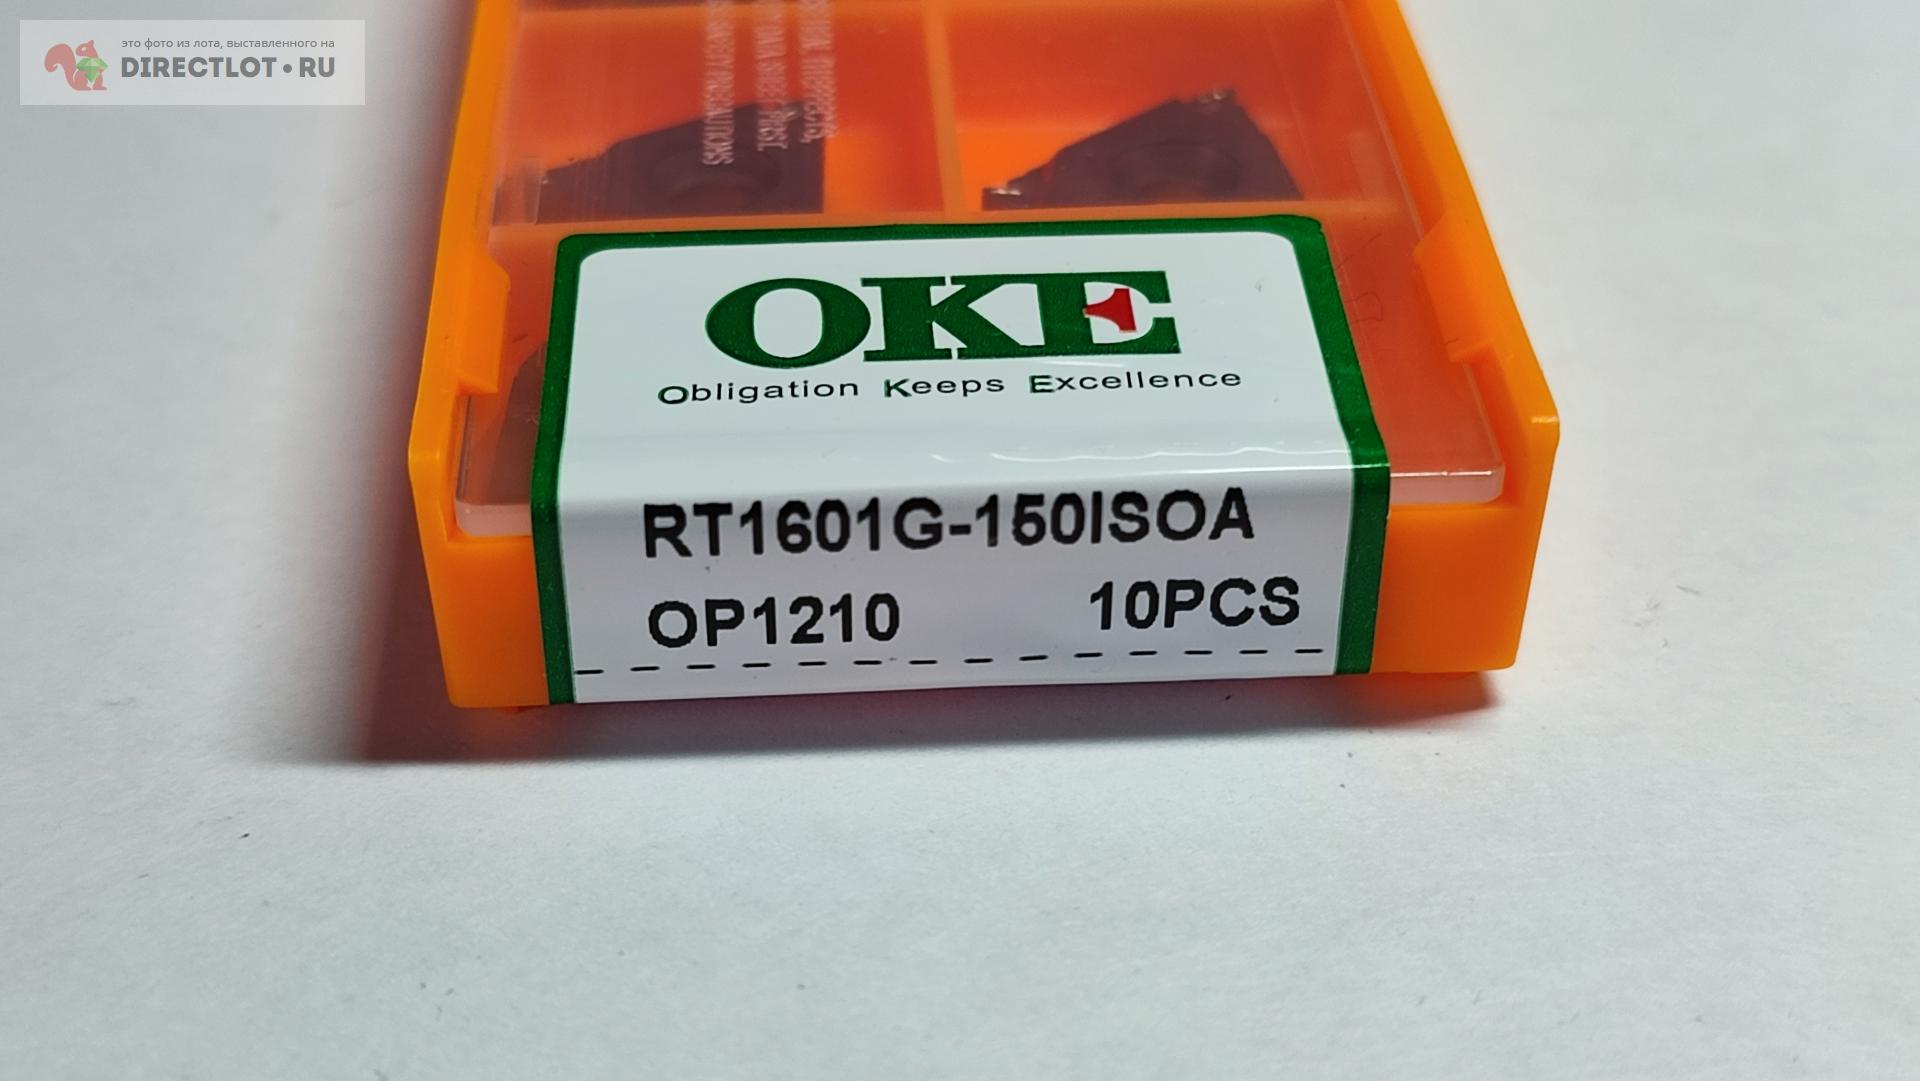 это фото из лота, выставленного на
DIRECTLOT•RU
OKE
Obligation Keeps Excellence
RT1601G-150ISOA
OP1210 10PCS